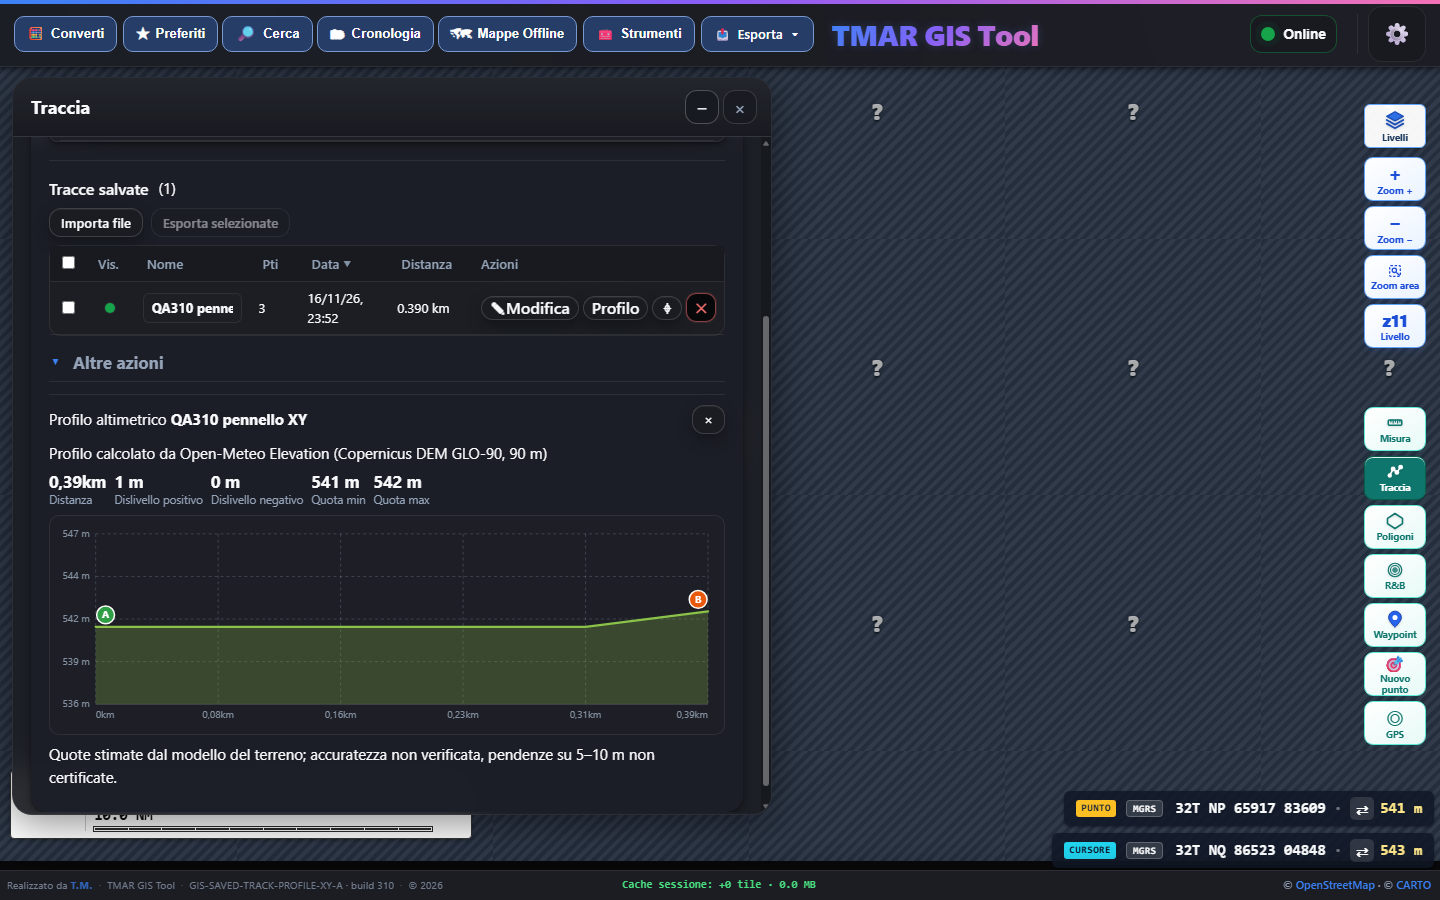 Converti
Preferiti
Cerca
Cronologia
Mappe Offline
Strumenti
Esporta
TMAR GIS Tool
Online
Traccia
Tracce salvate (1)
Importa file
Esporta selezionate
Vis. Nome Pti Data ▼ Distanza Azioni
QA310 penne 3 16/11/26, 23:52 0.390 km Modifica Profilo
Altre azioni
Profilo altimetrico QA310 pennello XY
Profilo calcolato da Open-Meteo Elevation (Copernicus DEM GLO-90, 90 m)
0,39km 1 m 0 m 541 m 542 m
Distanza Dislivello positivo Dislivello negativo Quota min Quota max
547 m
544 m
542 m
539 m
536 m
A
B
0km 0,08km 0,16km 0,23km 0,31km 0,39km
Quote stimate dal modello del terreno; accuratezza non verificata, pendenze su 5–10 m non
certificate.
10.0 NM
? ?
? ? ?
? ?
Livelli
+
Zoom +
−
Zoom −
Zoom area
z11
Livello
Misura
Traccia
Poligoni
R&B
Waypoint
Nuovo
punto
GPS
PUNTO MGRS 32T NP 65917 83609 · ⇄ 541 m
CURSORE MGRS 32T NQ 86523 04848 · ⇄ 543 m
Realizzato da T.M. · TMAR GIS Tool · GIS-SAVED-TRACK-PROFILE-XY-A · build 310 · © 2026
Cache sessione: +0 tile · 0.0 MB
© OpenStreetMap · © CARTO